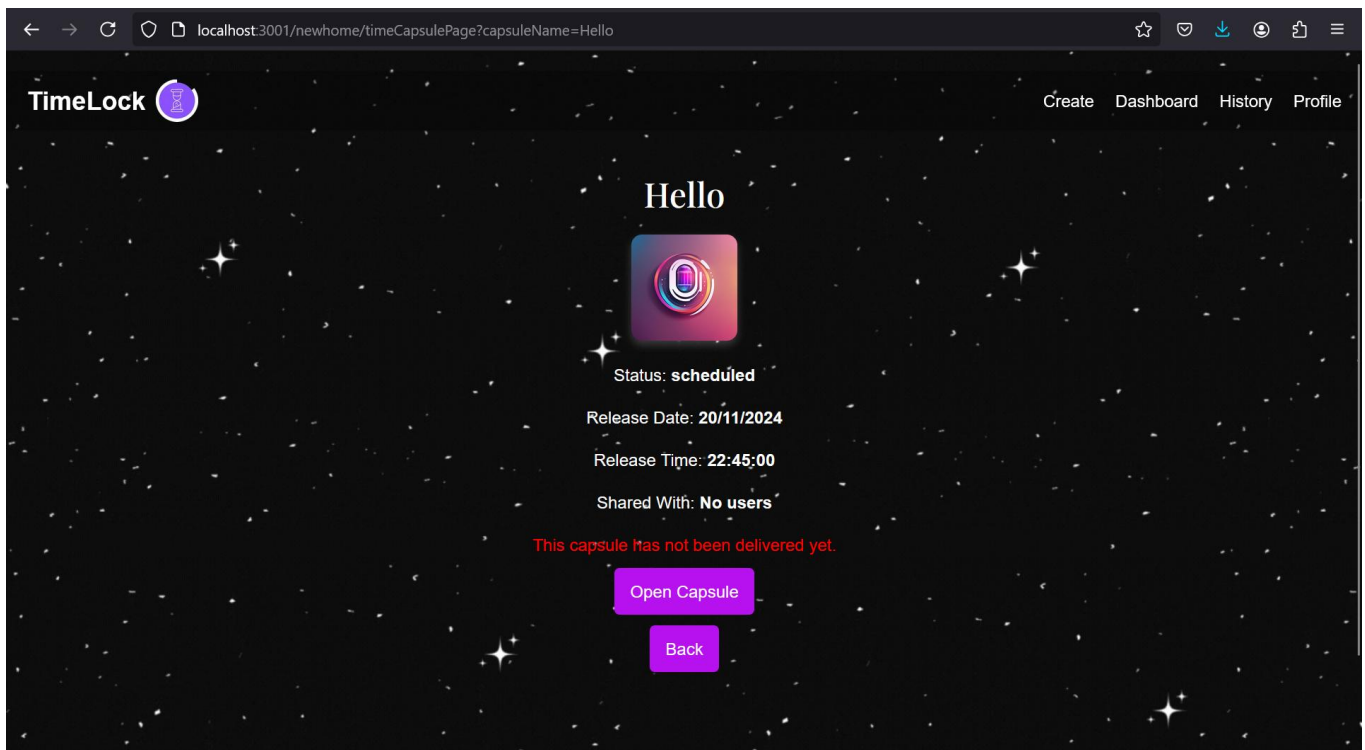 localhost:3001/newhome/timeCapsulePage?capsuleName=Hello
TimeLock
Create Dashboard History Profile
Hello
Status: scheduled
Release Date: 20/11/2024
Release Time: 22:45:00
Shared With: No users
This capsule has not been delivered yet.
Open Capsule
Back